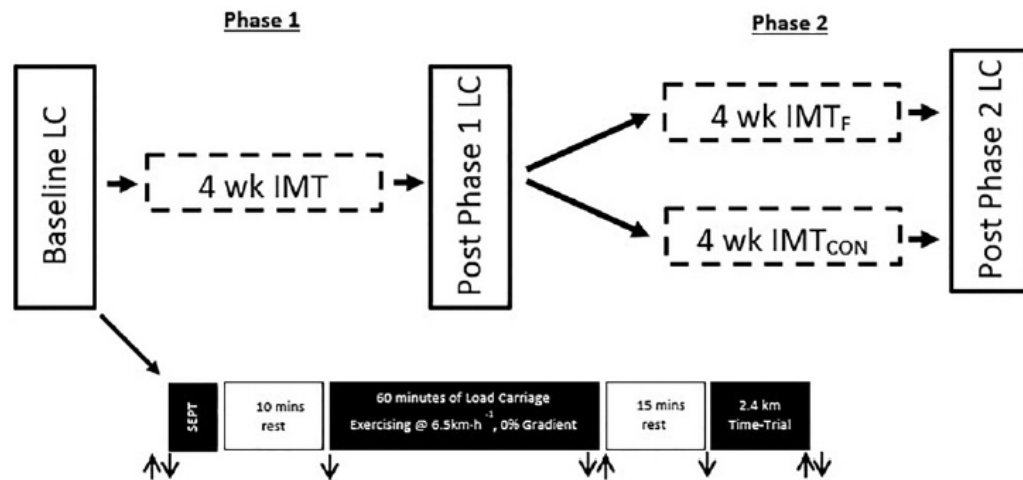 Phase 1
Phase 2
Baseline LC
4 wk IMT
Post Phase 1 LC
4 wk IMTF
4 wk IMTCON
Post Phase 2 LC
SEPT
10 mins
rest
60 minutes of Load Carriage
Exercising @ 6.5km·h -1, 0% Gradient
15 mins
rest
2.4 km
Time-Trial